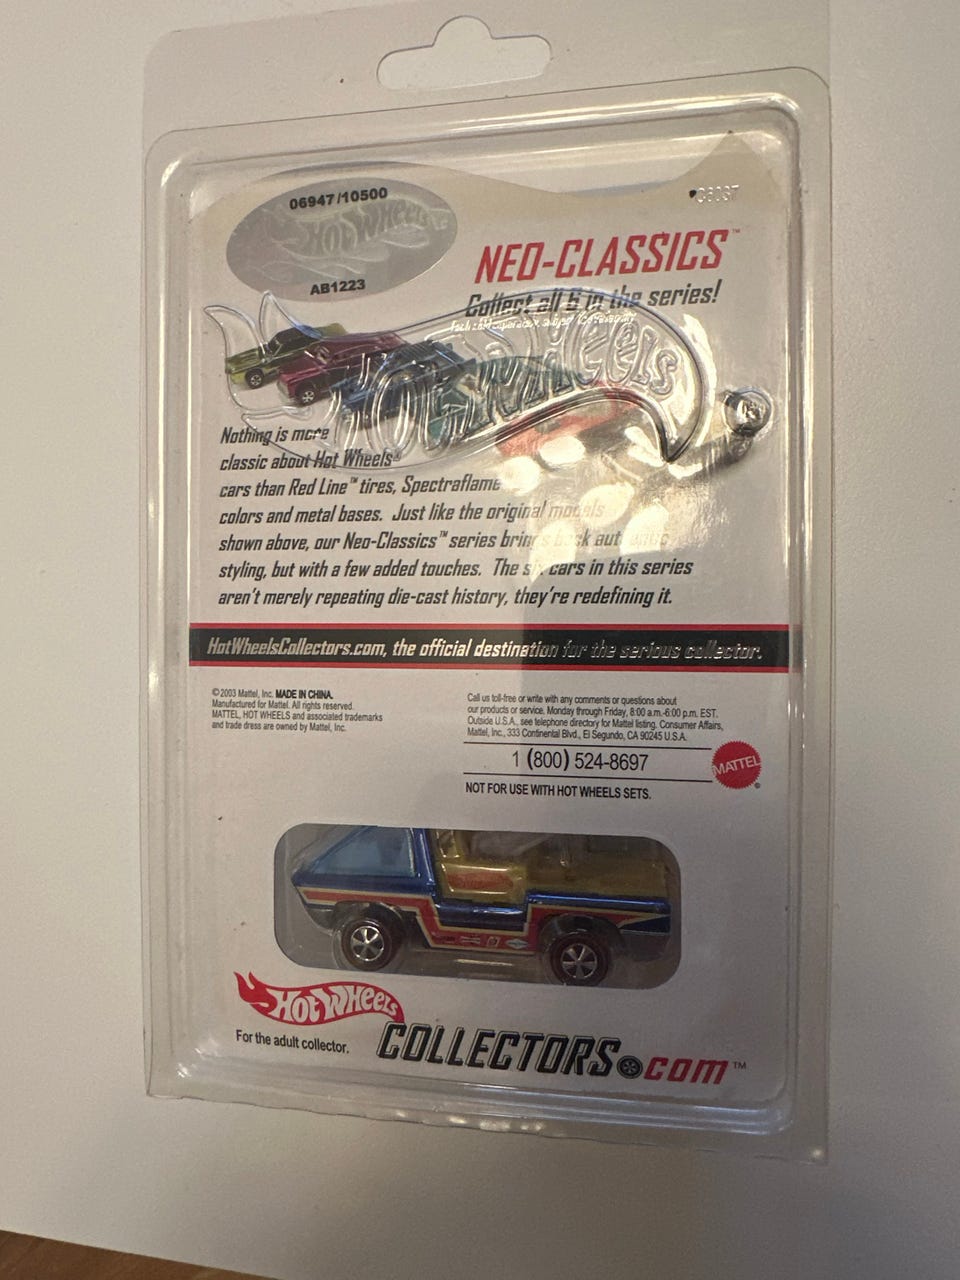 06947/10500
HOT WHEELS
AB1223
NEO-CLASSICS™
Collect all 6 in the series!
Hot Wheels
Nothing is more
classic about Hot Wheels®
cars than Red Line™ tires, Spectraflame
colors and metal bases. Just like the original models
shown above, our Neo-Classics™ series brings back authentic
styling, but with a few added touches. The six cars in this series
aren't merely repeating die-cast history, they're redefining it.
HotWheelsCollectors.com, the official destination for the serious collector.
©2003 Mattel, Inc. MADE IN CHINA.
Manufactured for Mattel. All rights reserved.
MATTEL, HOT WHEELS and associated trademarks
and trade dress are owned by Mattel, Inc.
Call us toll-free or write with any comments or questions about
our products or service. Monday through Friday, 8:00 a.m.-6:00 p.m. EST.
Outside U.S.A., see telephone directory for Mattel listing. Consumer Affairs,
Mattel, Inc., 333 Continental Blvd., El Segundo, CA 90245 U.S.A.
1 (800) 524-8697
MATTEL®
NOT FOR USE WITH HOT WHEELS SETS.
Hot Wheels
For the adult collector.
COLLECTORS.com™